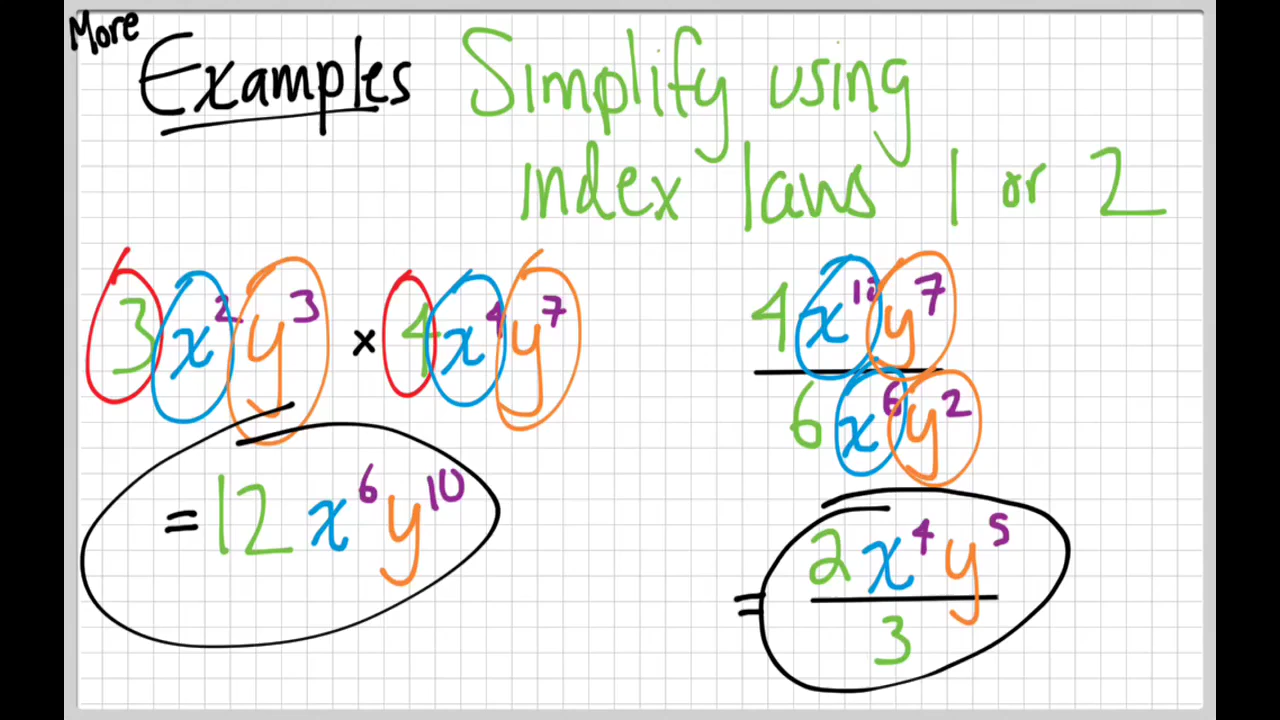 More
Examples Simplify using
index laws 1 or 2
3x²y³ × 4x⁴y⁷
= 12x⁶y¹⁰
4x¹⁰y⁷
6x⁶y²
= 2x⁴y⁵
3